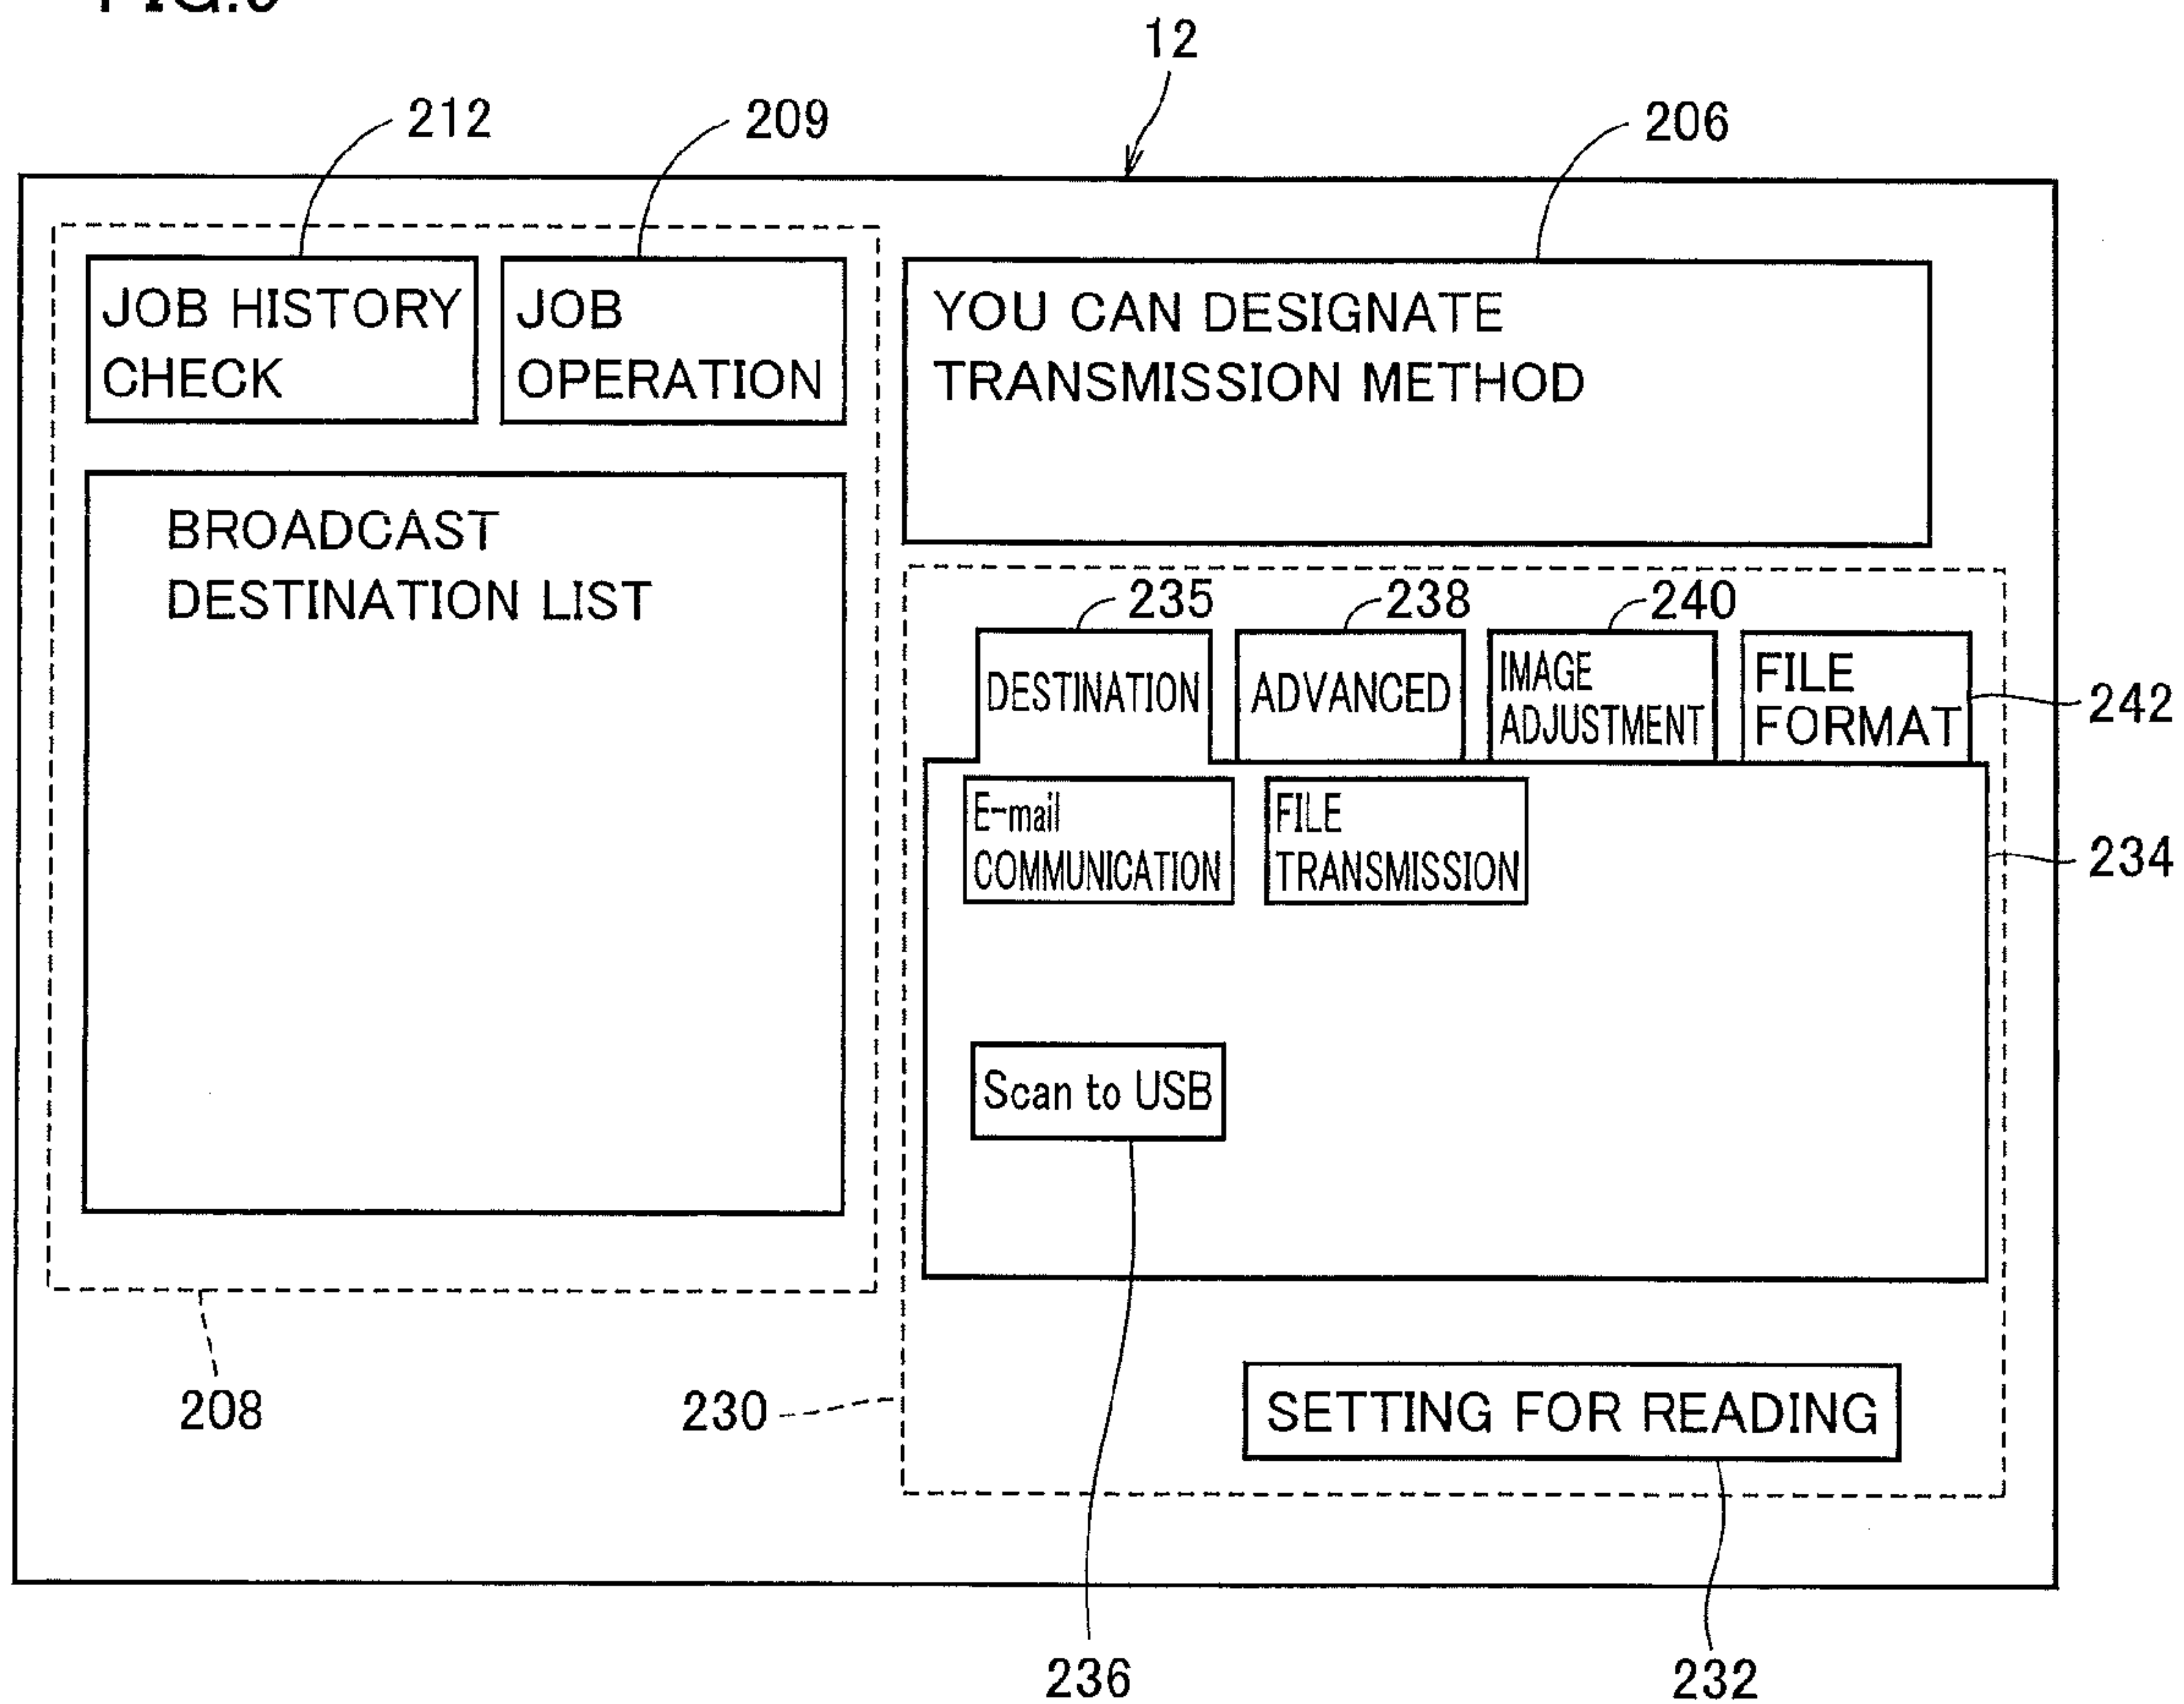 12
212
209
206
JOB HISTORY
CHECK
JOB
OPERATION
YOU CAN DESIGNATE
TRANSMISSION METHOD
BROADCAST
DESTINATION LIST
235
238
240
DESTINATION
ADVANCED
IMAGE
ADJUSTMENT
FILE
FORMAT
242
E-mail
COMMUNICATION
FILE
TRANSMISSION
234
Scan to USB
208
230
SETTING FOR READING
236
232